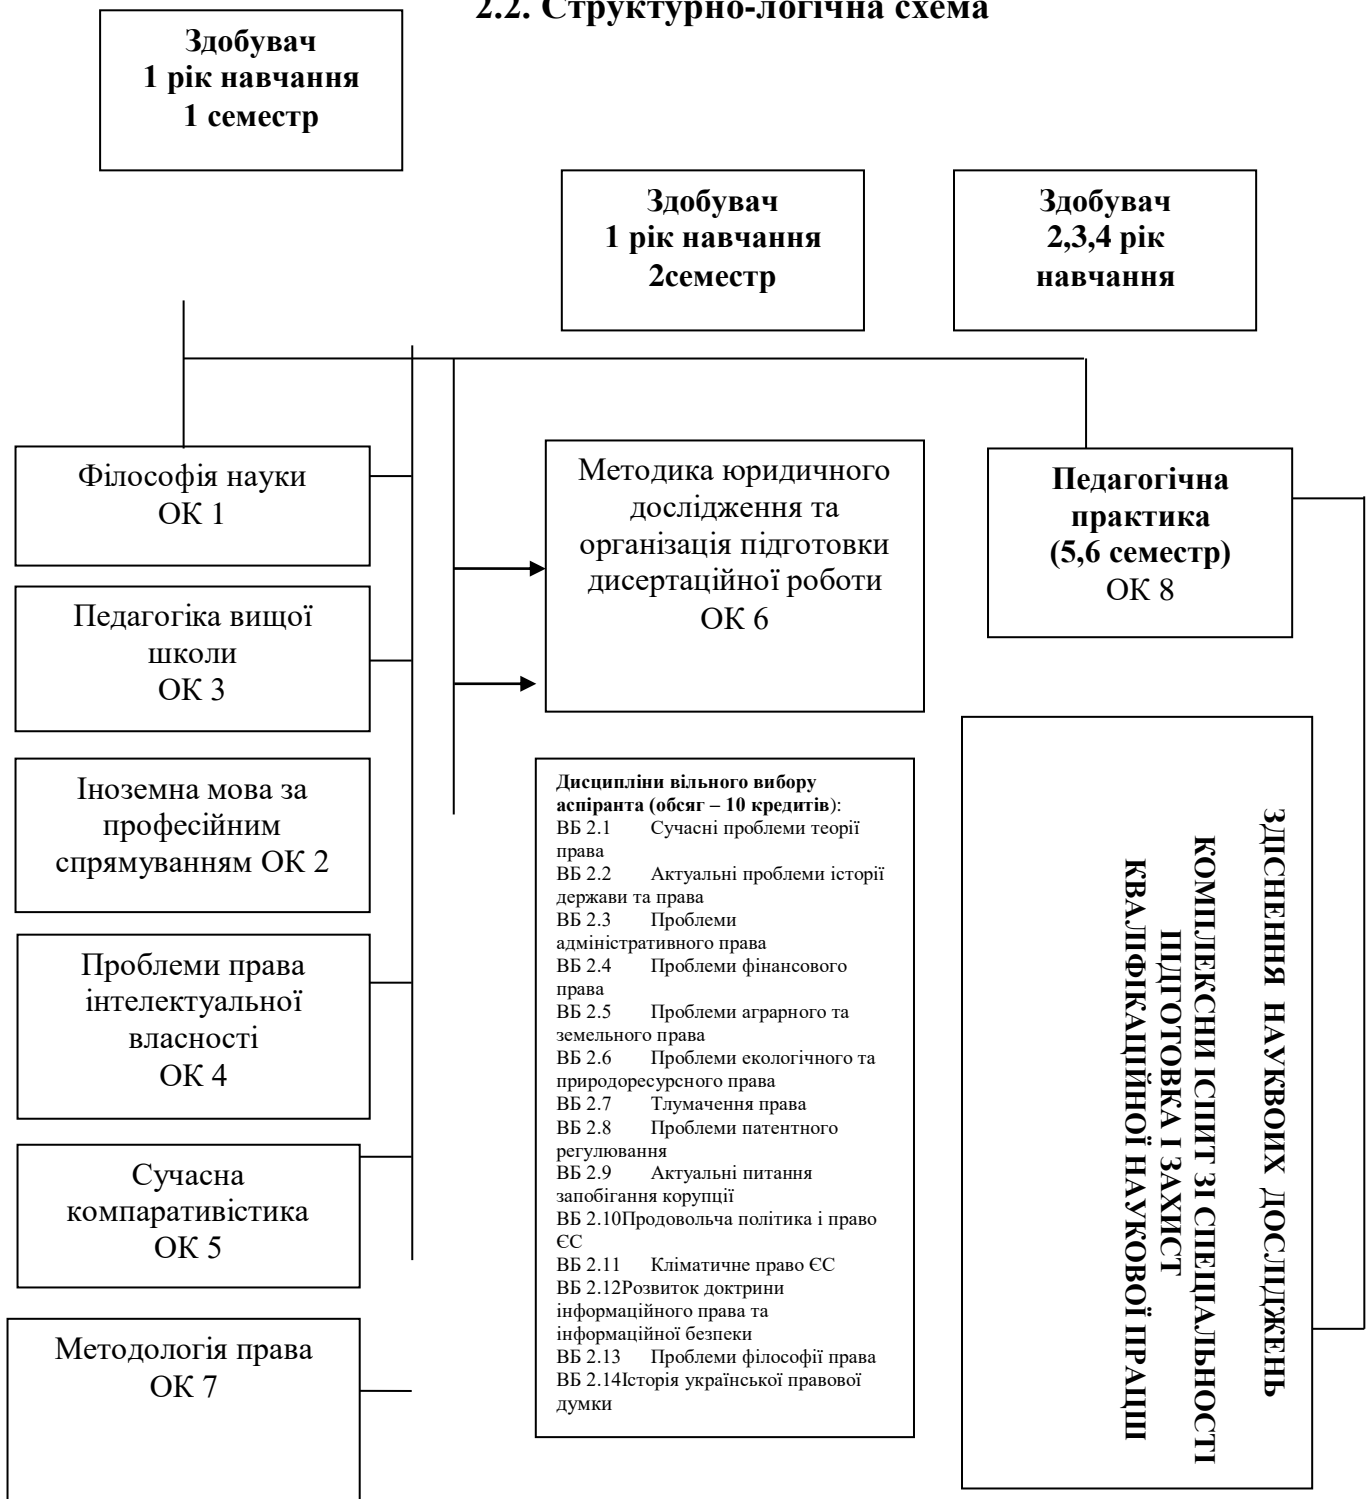 2.2. Структурно-логічна схема
Здобувач
1 рік навчання
1 семестр
Здобувач
1 рік навчання
2семестр
Здобувач
2,3,4 рік
навчання
Філософія науки
ОК 1
Педагогіка вищої
школи
ОК 3
Іноземна мова за
професійним
спрямуванням ОК 2
Проблеми права
інтелектуальної
власності
ОК 4
Сучасна
компаративістика
ОК 5
Методологія права
ОК 7
Методика юридичного
дослідження та
організація підготовки
дисертаційної роботи
ОК 6
Дисципліни вільного вибору
аспіранта (обсяг – 10 кредитів):
ВБ 2.1 Сучасні проблеми теорії
права
ВБ 2.2 Актуальні проблеми історії
держави та права
ВБ 2.3 Проблеми
адміністративного права
ВБ 2.4 Проблеми фінансового
права
ВБ 2.5 Проблеми аграрного та
земельного права
ВБ 2.6 Проблеми екологічного та
природоресурсного права
ВБ 2.7 Тлумачення права
ВБ 2.8 Проблеми патентного
регулювання
ВБ 2.9 Актуальні питання
запобігання корупції
ВБ 2.10Продовольча політика і право
ЄС
ВБ 2.11 Кліматичне право ЄС
ВБ 2.12Розвиток доктрини
інформаційного права та
інформаційної безпеки
ВБ 2.13 Проблеми філософії права
ВБ 2.14Історія української правової
думки
Педагогічна
практика
(5,6 семестр)
ОК 8
ЗДІСНЕННЯ НАУКВОИХ ДОСЛІДЖЕНЬ
КОМПЛЕКСНИ ІСПИТ ЗІ СПЕЦІАЛЬНОСТІ
ПІДГОТОВКА І ЗАХИСТ
КВАЛІФІКАЦІЙНОЇ НАУКОВОЇ ПРАЦІІ